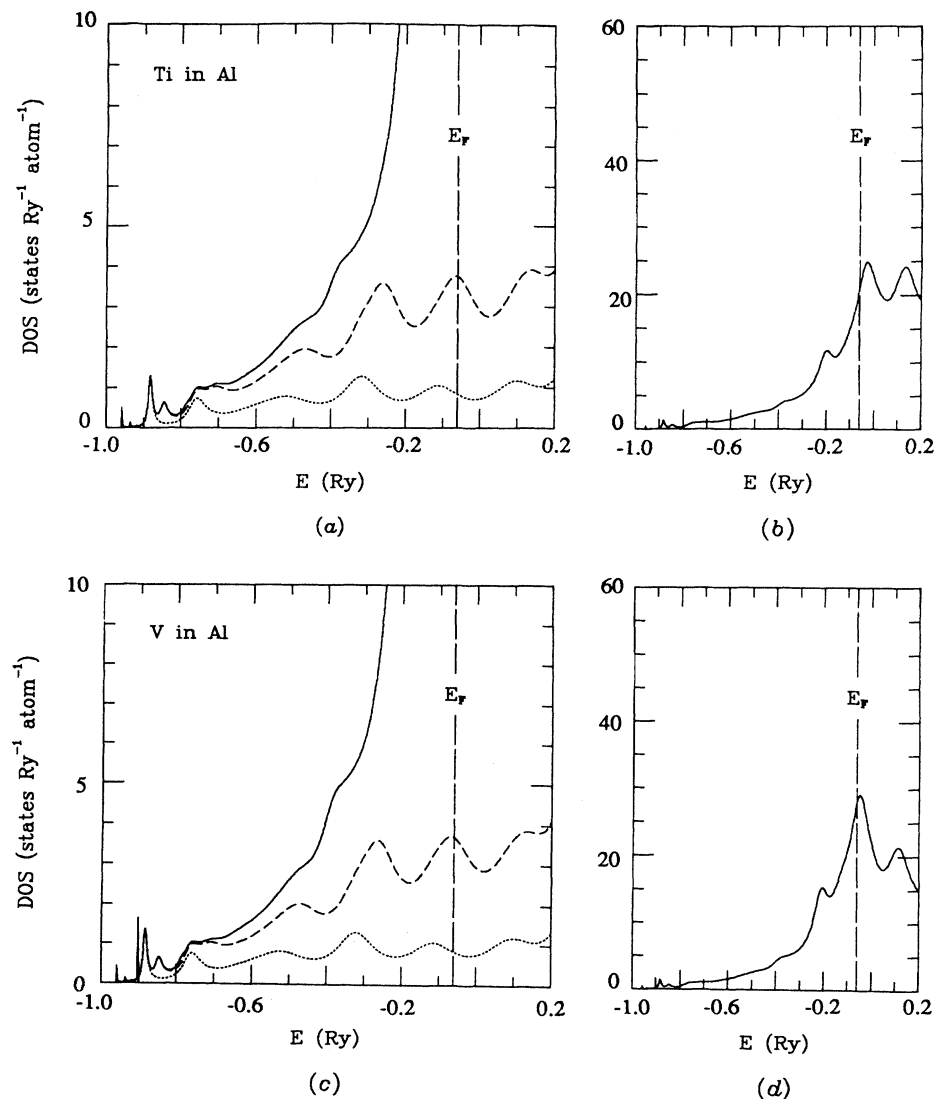 10
5
0
DOS (states Ry⁻¹ atom⁻¹)
Ti in Al
E_F
-1.0 -0.6 -0.2 0.2
E (Ry)
(a)
60
40
20
0
E_F
-1.0 -0.6 -0.2 0.2
E (Ry)
(b)
10
5
0
DOS (states Ry⁻¹ atom⁻¹)
V in Al
E_F
-1.0 -0.6 -0.2 0.2
E (Ry)
(c)
60
40
20
0
E_F
-1.0 -0.6 -0.2 0.2
E (Ry)
(d)